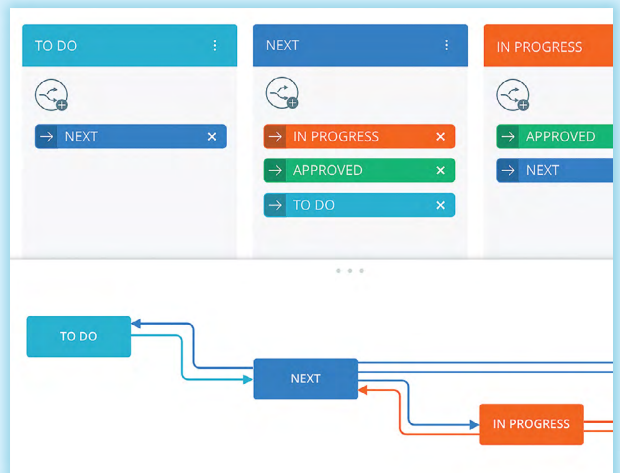 TO DO
NEXT
IN PROGRESS
NEXT
IN PROGRESS
APPROVED
TO DO
APPROVED
NEXT
TO DO
NEXT
IN PROGRESS